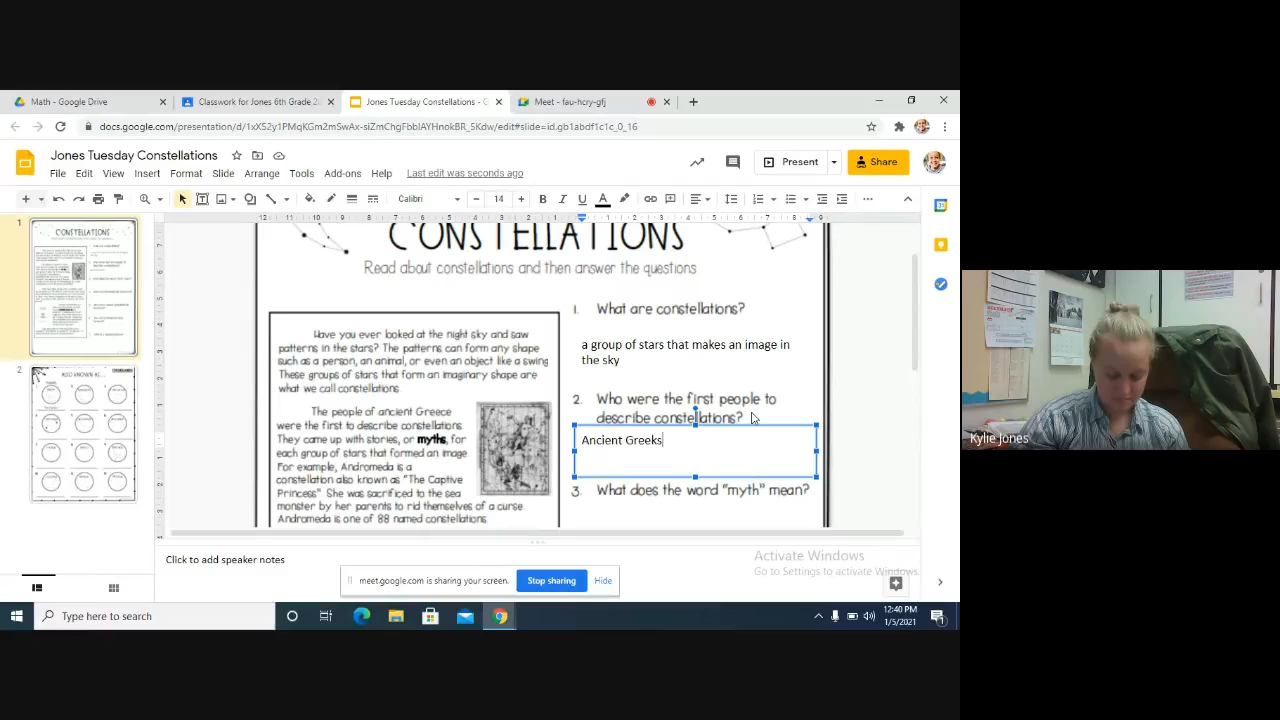 Math - Google Drive
Classwork for Jones 6th Grade 2
Jones Tuesday Constellations - G
Meet - fau-hcry-gfj
Jones Tuesday Constellations
File Edit View Insert Format Slide Arrange Tools Add-ons Help Last edit was seconds ago
Present
Share
Calibri
14
CONSTELLATIONS
Read about constellations and then answer the questions
Have you ever looked at the night sky and saw
patterns in the stars? The patterns can form any shape
such as a person, an animal, or even an object like a swing
These groups of stars that form an imaginary shape are
what we call constellations.
The people of ancient Greece
were the first to describe constellations.
They came up with stories, or myths, for
each group of stars that formed an image.
For example, Andromeda is a
constellation also known as "The Captive
Princess". She was sacrificed to the sea
monster by her parents to rid themselves of a curse.
Andromeda is one of 88 named constellations
1. What are constellations?
a group of stars that makes an image in
the sky
2. Who were the first people to
describe constellations?
Ancient Greeks
3. What does the word "myth" mean?
Click to add speaker notes
Activate Windows
Go to Settings to activate Windows.
meet.google.com is sharing your screen.
Stop sharing
Hide
Type here to search
12:40 PM
1/5/2021
Kylie Jones